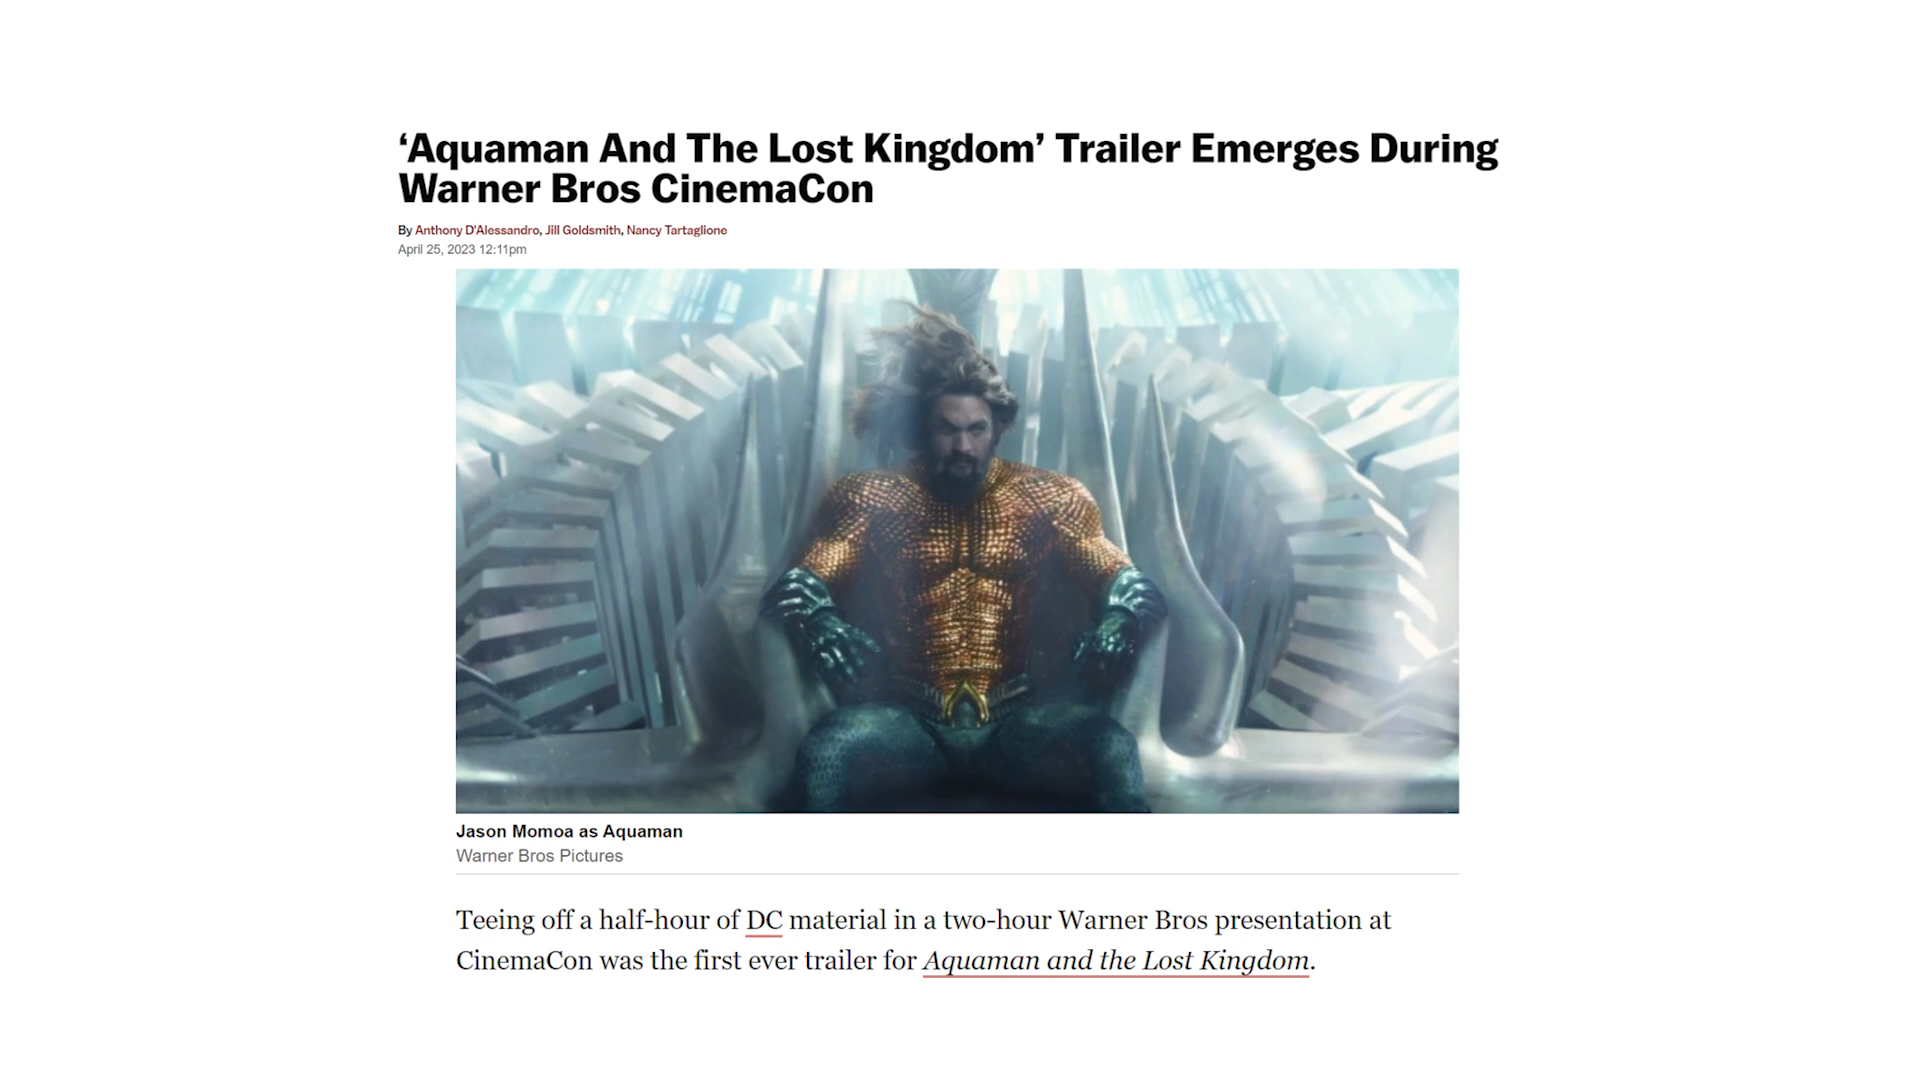 ‘Aquaman And The Lost Kingdom’ Trailer Emerges During
Warner Bros CinemaCon
By Anthony D'Alessandro, Jill Goldsmith, Nancy Tartaglione
April 25, 2023 12:11pm
Jason Momoa as Aquaman
Warner Bros Pictures
Teeing off a half-hour of DC material in a two-hour Warner Bros presentation at
CinemaCon was the first ever trailer for Aquaman and the Lost Kingdom.